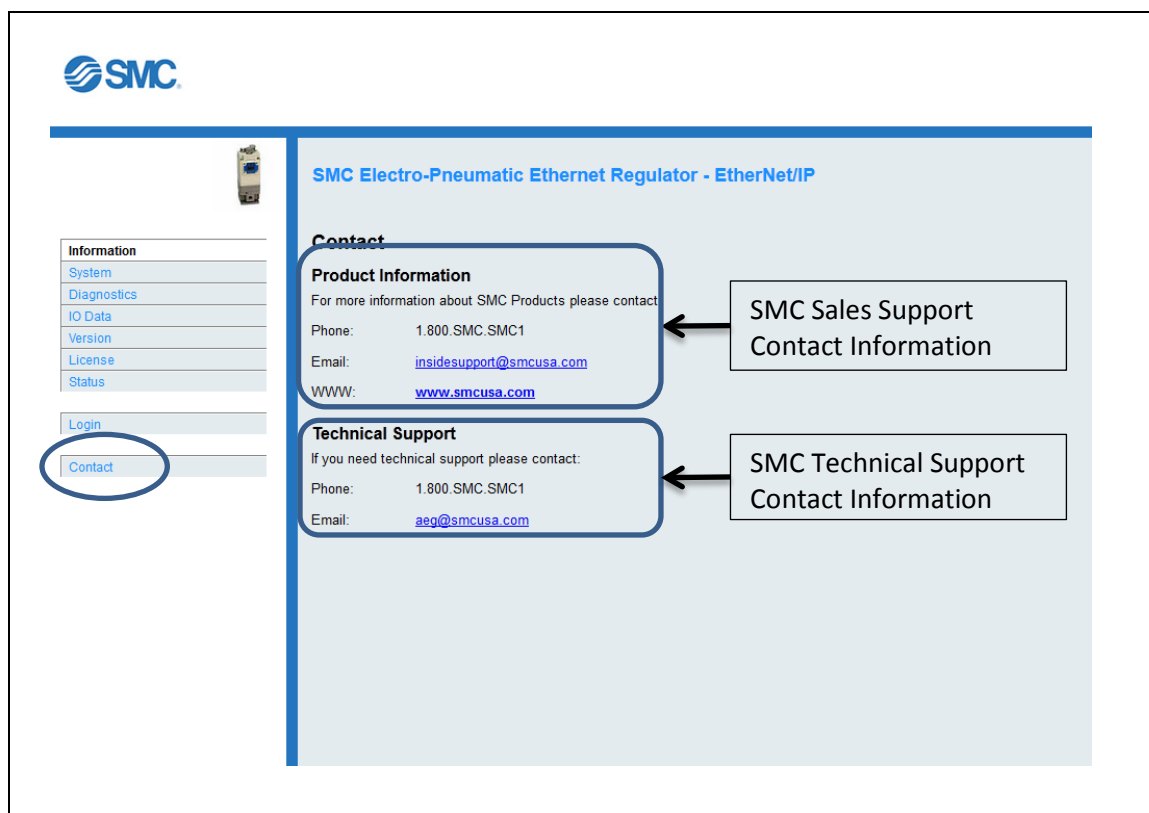 SMC.
SMC Electro-Pneumatic Ethernet Regulator - EtherNet/IP
Information
System
Diagnostics
IO Data
Version
License
Status
Login
Contact
Contact
Product Information
For more information about SMC Products please contact
Phone: 1.800.SMC.SMC1
Email: insidesupport@smcusa.com
WWW: www.smcusa.com
SMC Sales Support
Contact Information
Technical Support
If you need technical support please contact:
Phone: 1.800.SMC.SMC1
Email: aeg@smcusa.com
SMC Technical Support
Contact Information